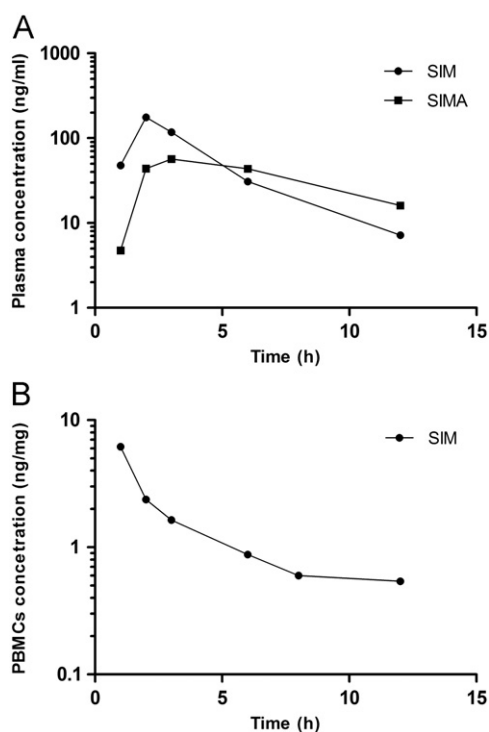 A
Plasma concentration (ng/ml)
1000
100
10
1
SIM
SIMA
0
5
10
15
Time (h)
B
PBMCs concetration (ng/mg)
10
1
0.1
SIM
0
5
10
15
Time (h)